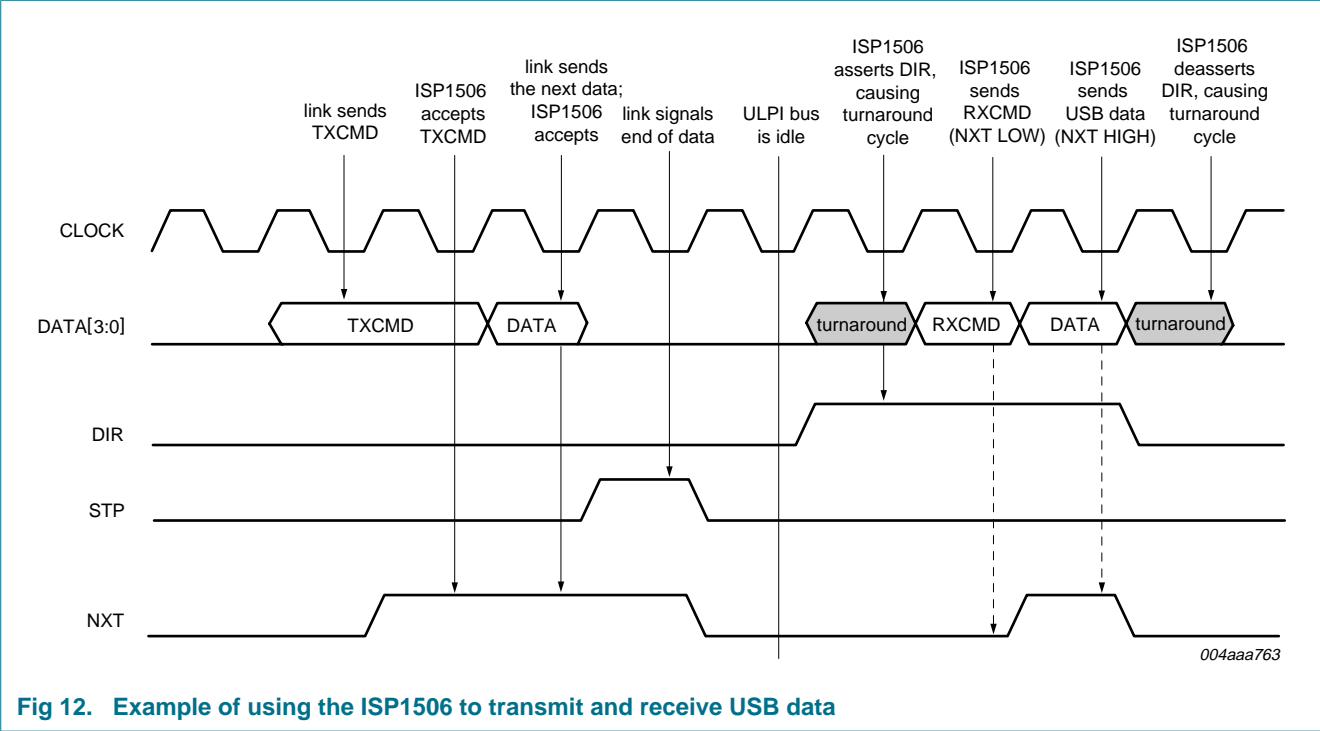 link sends
TXCMD
ISP1506
accepts
TXCMD
link sends
the next data;
ISP1506
accepts
link signals
end of data
ULPI bus
is idle
ISP1506
asserts DIR,
causing
turnaround
cycle
ISP1506
sends
RXCMD
(NXT LOW)
ISP1506
sends
USB data
(NXT HIGH)
ISP1506
deasserts
DIR, causing
turnaround
cycle
CLOCK
DATA[3:0]
TXCMD
DATA
turnaround
RXCMD
DATA
turnaround
DIR
STP
NXT
004aaa763
Fig 12. Example of using the ISP1506 to transmit and receive USB data